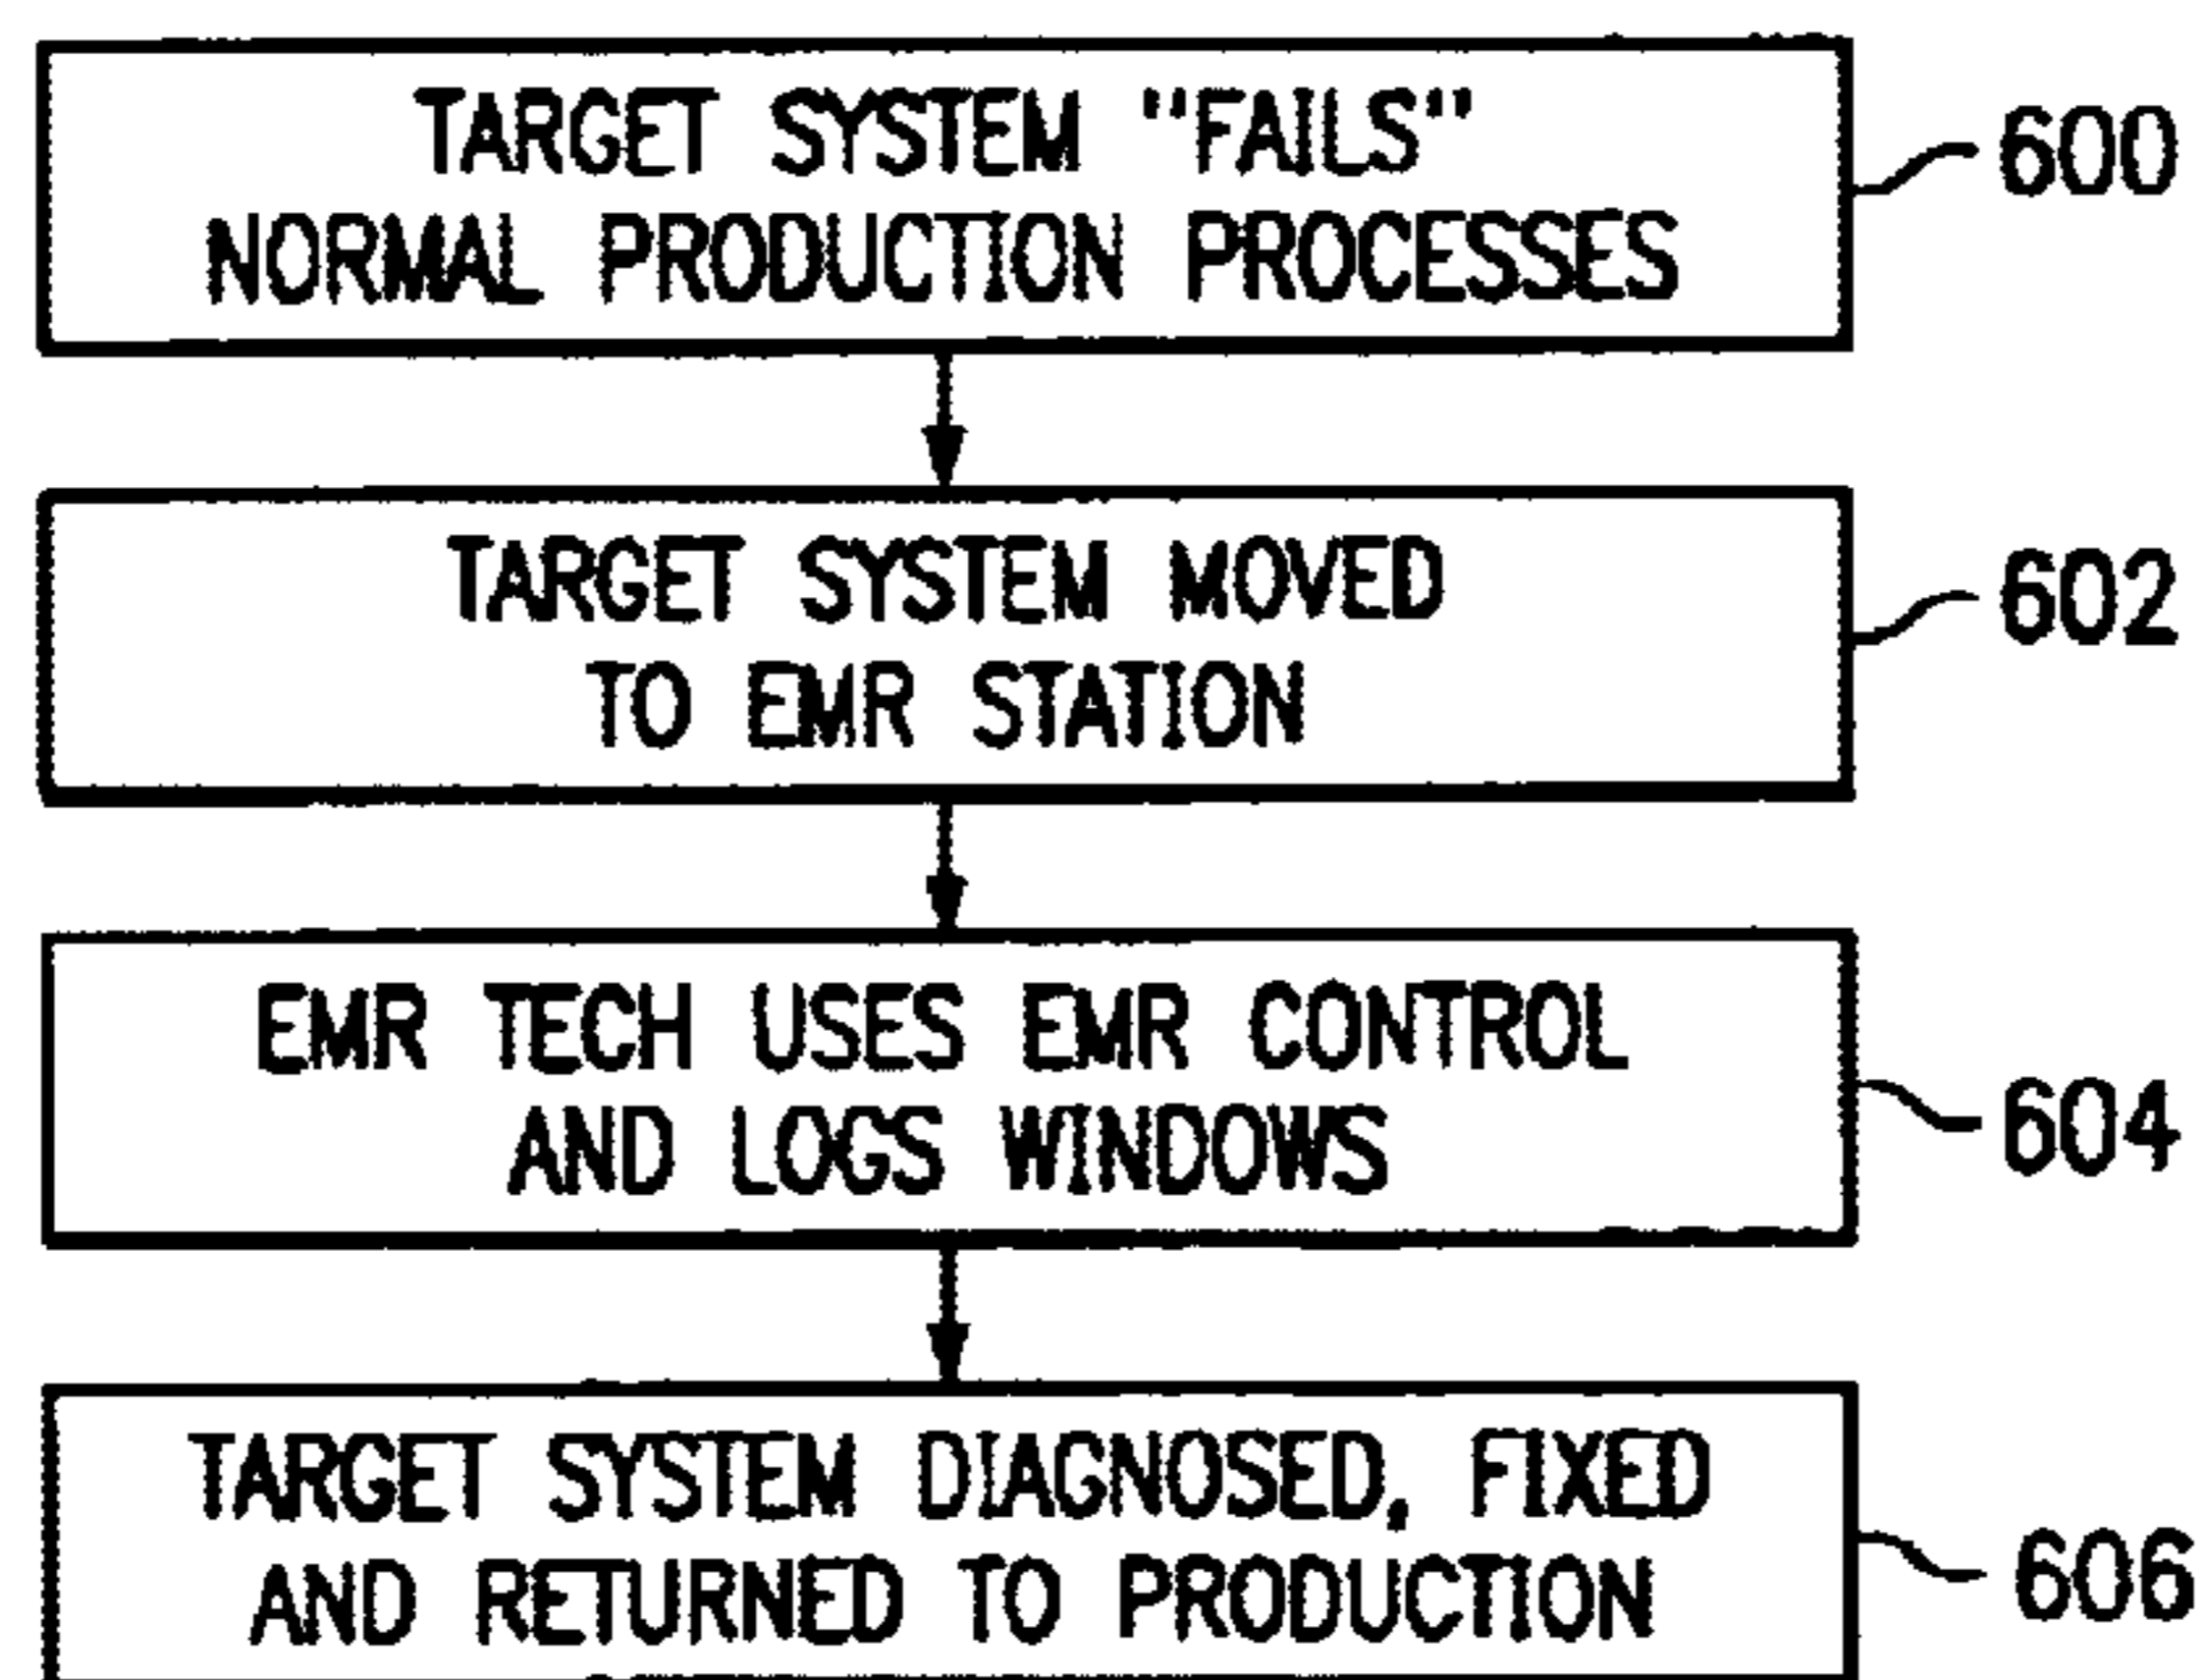 TARGET SYSTEM "FAILS"
NORMAL PRODUCTION PROCESSES
600
TARGET SYSTEM MOVED
TO EMR STATION
602
EMR TECH USES EMR CONTROL
AND LOGS WINDOWS
604
TARGET SYSTEM DIAGNOSED, FIXED
AND RETURNED TO PRODUCTION
606